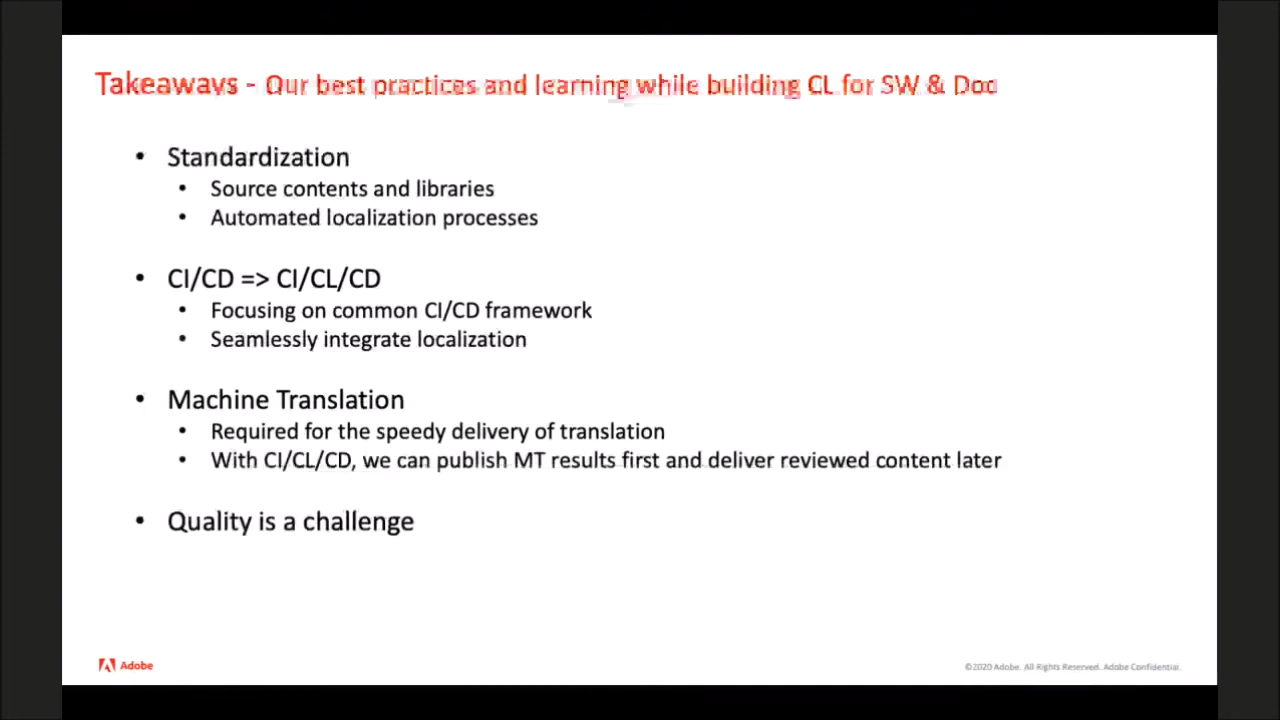 Takeaways - Our best practices and learning while building CL for SW & Doc
• Standardization
• Source contents and libraries
• Automated localization processes
• CI/CD => CI/CL/CD
• Focusing on common CI/CD framework
• Seamlessly integrate localization
• Machine Translation
• Required for the speedy delivery of translation
• With CI/CL/CD, we can publish MT results first and deliver reviewed content later
• Quality is a challenge
Adobe
©2020 Adobe. All Rights Reserved. Adobe Confidential.